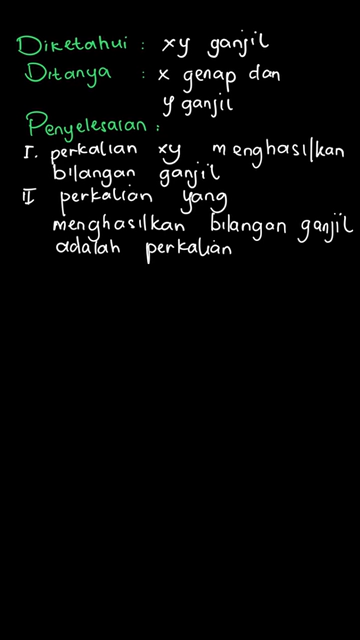 Diketahui : xy ganjil
Ditanya : x genap dan
y ganjil
Penyelesaian :
I. perkalian xy menghasilkan
bilangan ganjil
II perkalian yang
menghasilkan bilangan ganjil
adalah perkalian